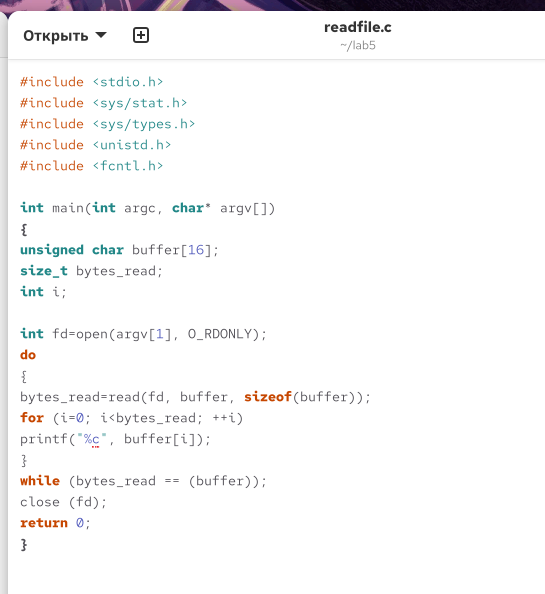 Открыть
readfile.c
~/lab5
#include <stdio.h>
#include <sys/stat.h>
#include <sys/types.h>
#include <unistd.h>
#include <fcntl.h>
int main(int argc, char* argv[])
{
unsigned char buffer[16];
size_t bytes_read;
int i;
int fd=open(argv[1], O_RDONLY);
do
{
bytes_read=read(fd, buffer, sizeof(buffer));
for (i=0; i<bytes_read; ++i)
printf("%c", buffer[i]);
}
while (bytes_read == (buffer));
close (fd);
return 0;
}